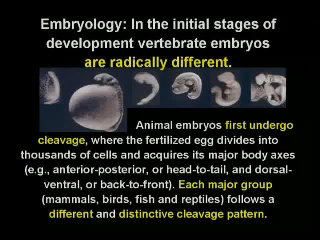 Embryology: In the initial stages of
development vertebrate embryos
are radically different.
Animal embryos first undergo
cleavage, where the fertilized egg divides into
thousands of cells and acquires its major body axes
(e.g., anterior-posterior, or head-to-tail, and dorsal-
ventral, or back-to-front). Each major group
(mammals, birds, fish and reptiles) follows a
different and distinctive cleavage pattern.